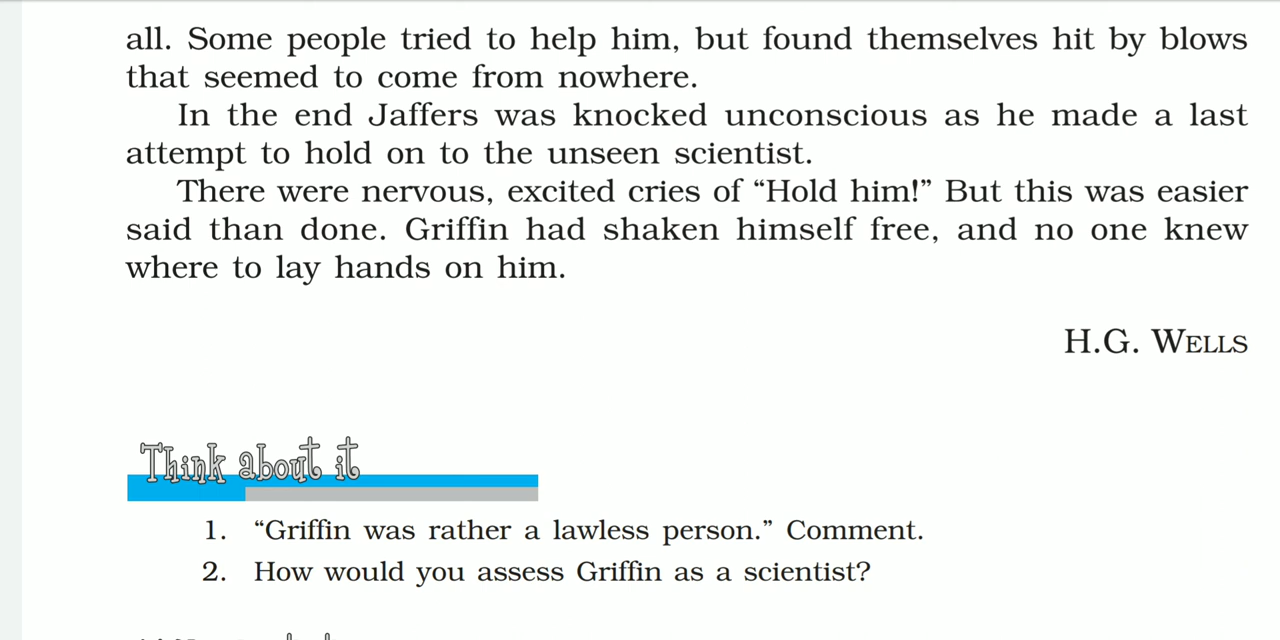 all. Some people tried to help him, but found themselves hit by blows
that seemed to come from nowhere.
In the end Jaffers was knocked unconscious as he made a last
attempt to hold on to the unseen scientist.
There were nervous, excited cries of “Hold him!” But this was easier
said than done. Griffin had shaken himself free, and no one knew
where to lay hands on him.
H.G. WELLS
Think about it
1. “Griffin was rather a lawless person.” Comment.
2. How would you assess Griffin as a scientist?